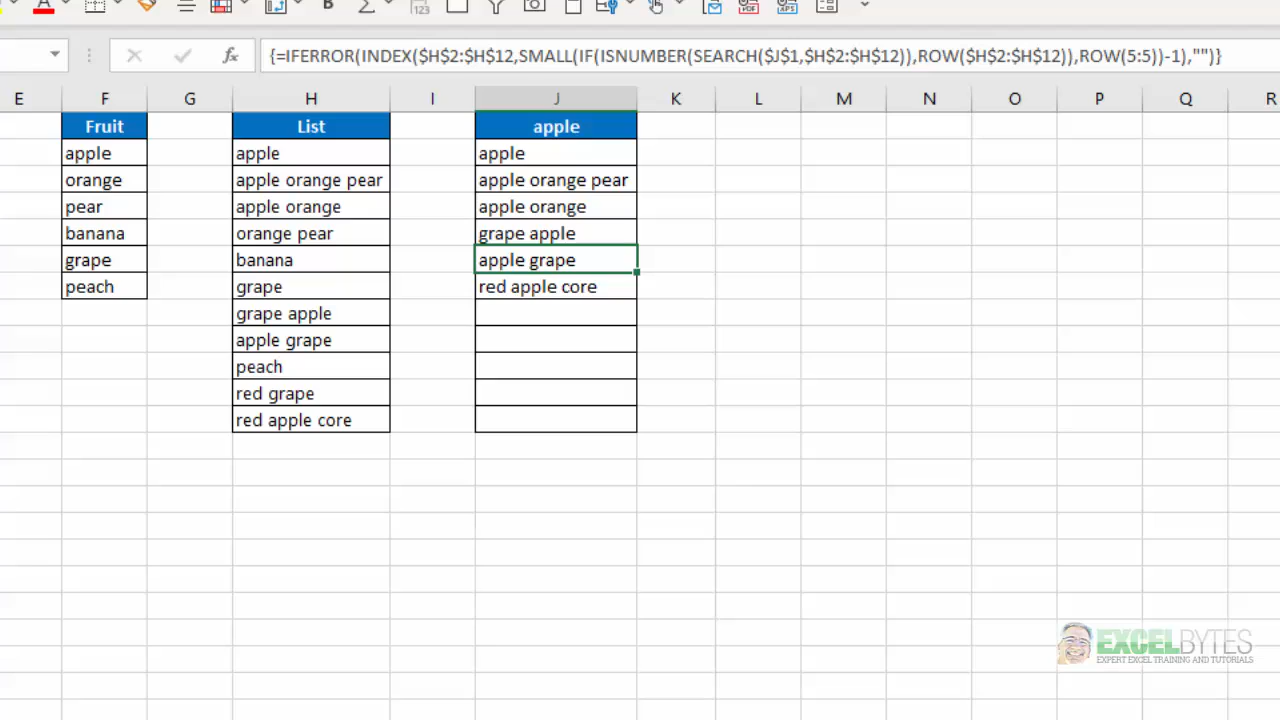 {=IFERROR(INDEX($H$2:$H$12,SMALL(IF(ISNUMBER(SEARCH($J$1,$H$2:$H$12)),ROW($H$2:$H$12)),ROW(5:5))-1),"")}
E F G H I J K L M N O P Q R
Fruit List apple
apple apple apple
orange apple orange pear apple orange pear
pear apple orange apple orange
banana orange pear grape apple
grape banana apple grape
peach grape red apple core
grape apple
apple grape
peach
red grape
red apple core
EXCELBYTES
EXPERT EXCEL TRAINING AND TUTORIALS